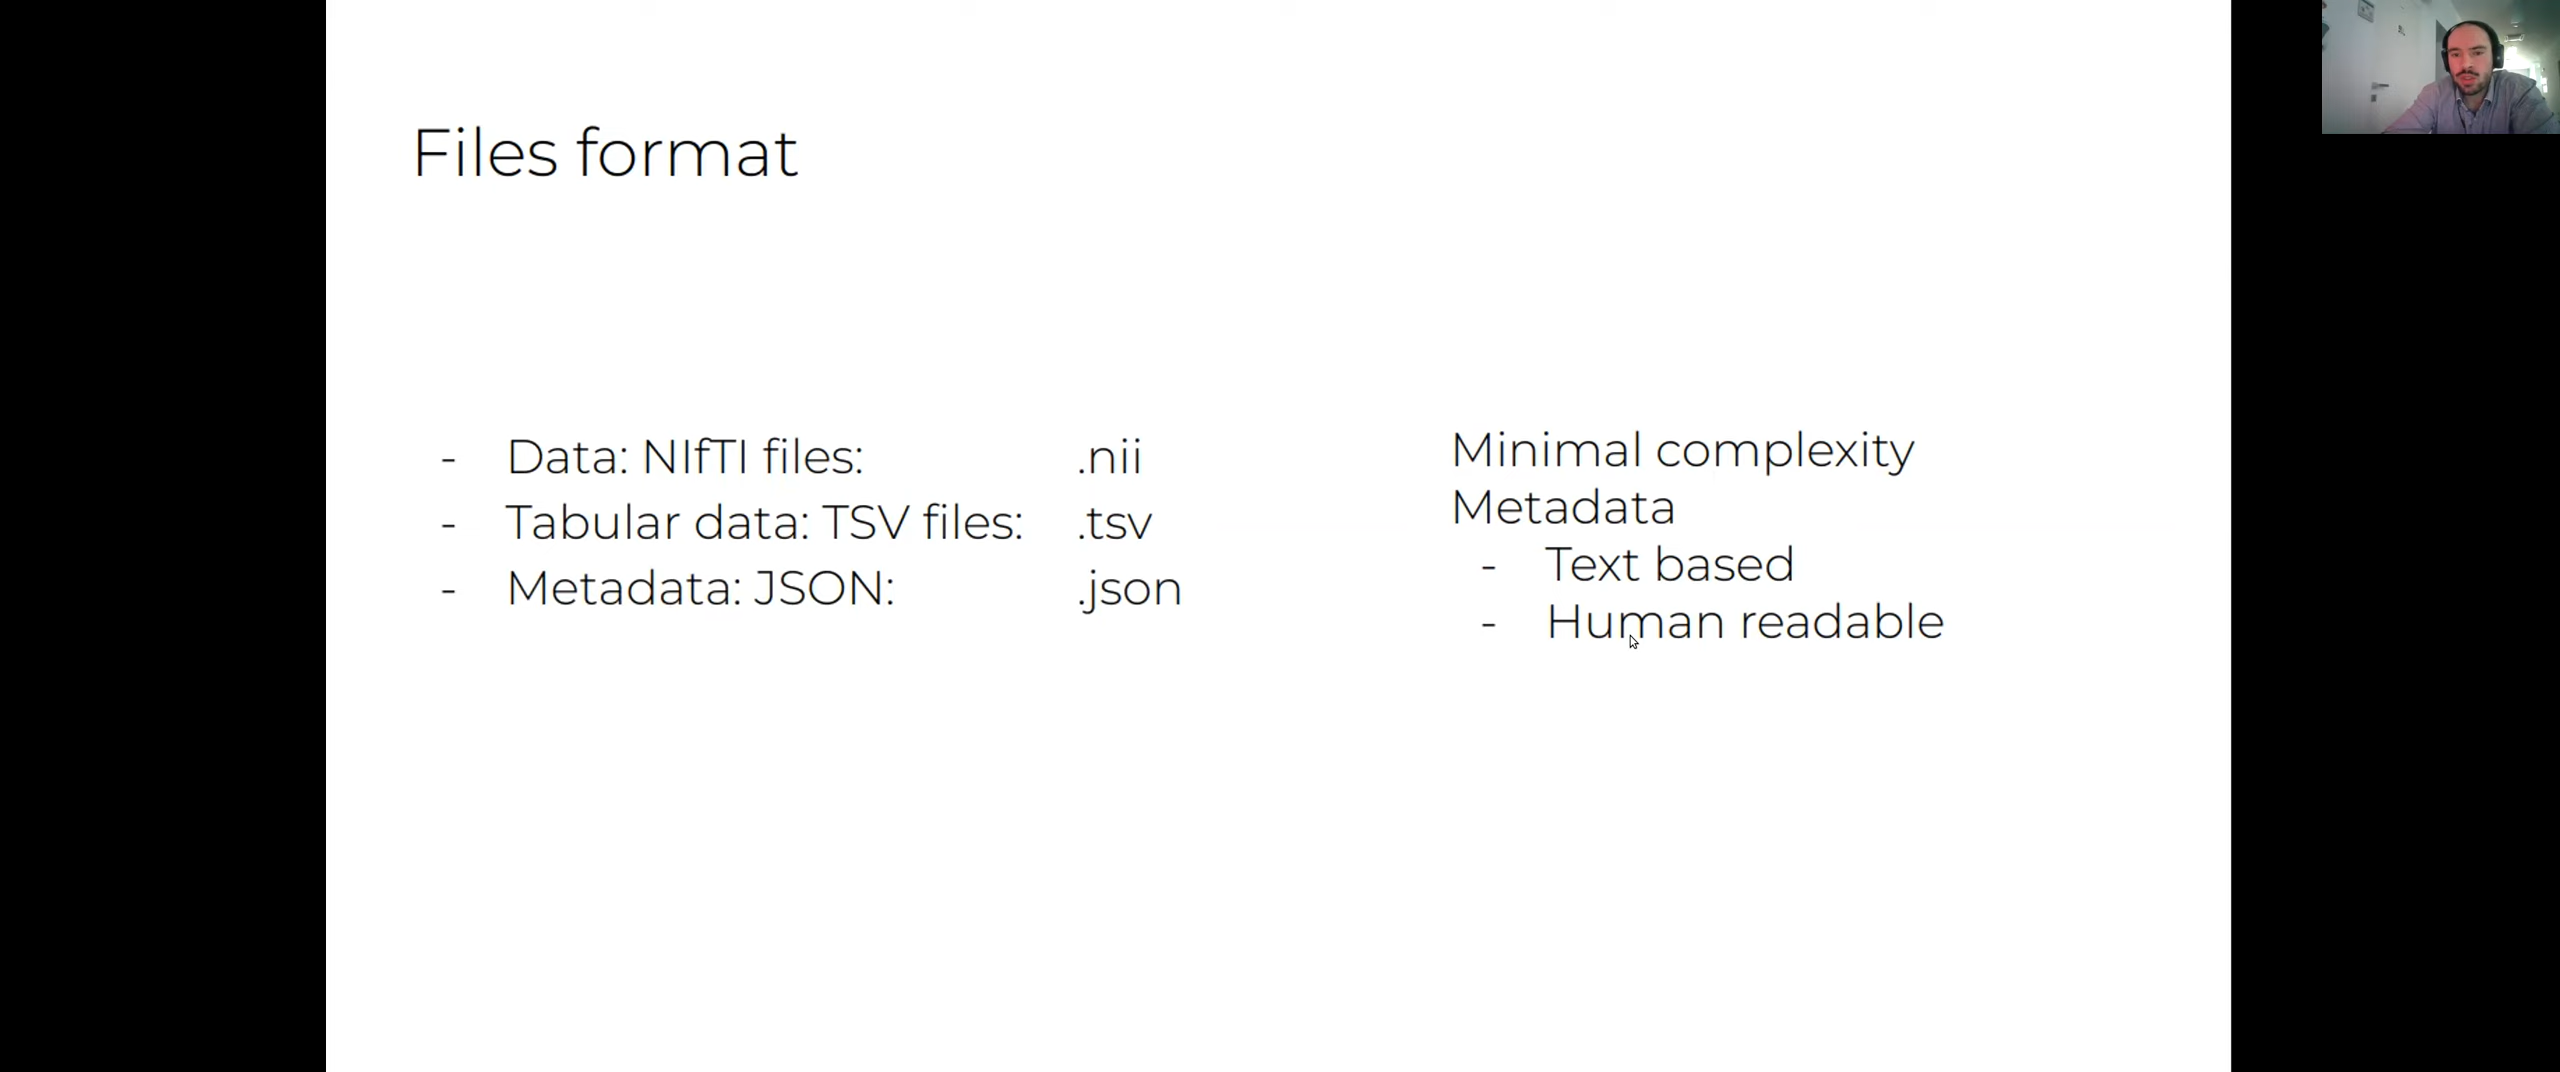 Files format
- Data: NIfTI files: .nii
- Tabular data: TSV files: .tsv
- Metadata: JSON: .json
Minimal complexity
Metadata
- Text based
- Human readable